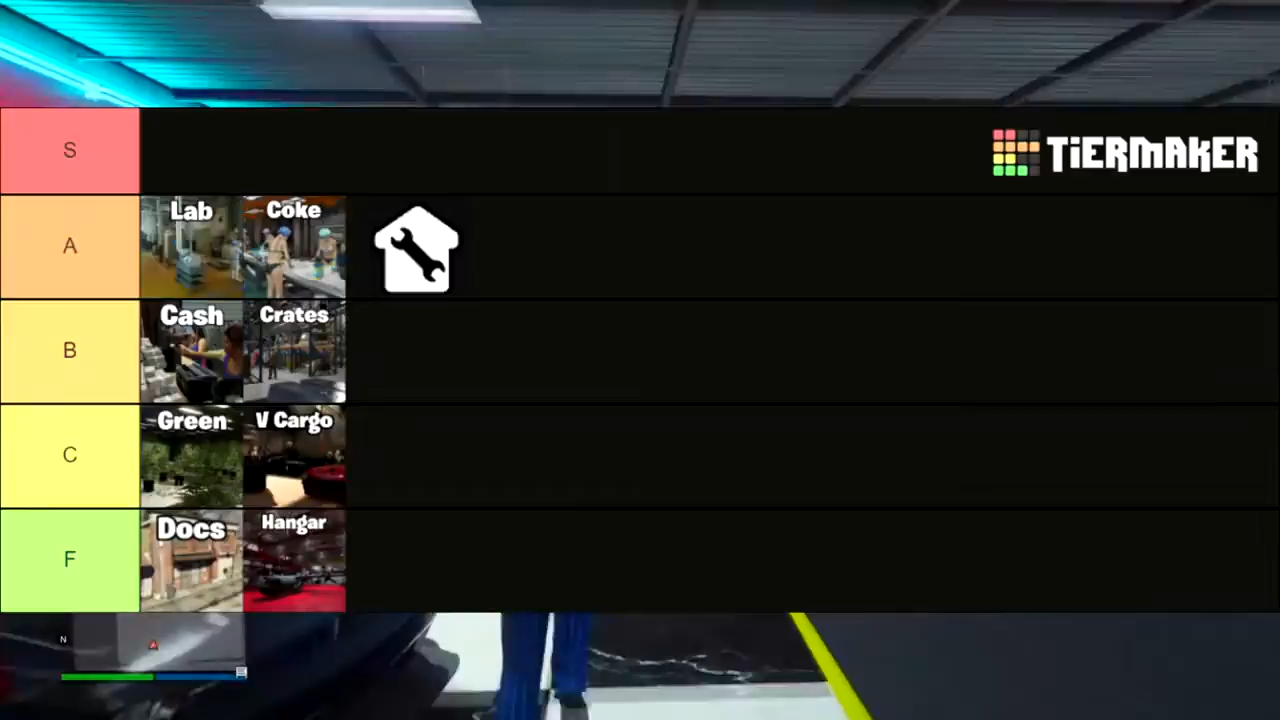 S
TiERMAKER
A
Lab
Coke
B
Cash
Crates
C
Green
V Cargo
F
Docs
Hangar
N